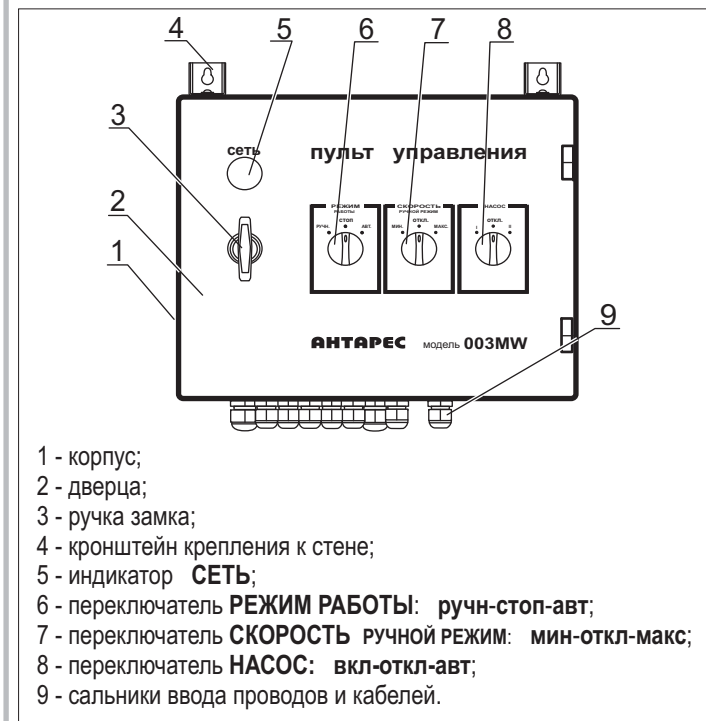 4 5 6 7 8
3
2
1
9
сеть
пульт управления
РЕЖИМ РАБОТЫ
СТОП
РУЧН. АВТ.
СКОРОСТЬ
РУЧНОЙ РЕЖИМ
ОТКЛ.
МИН. МАКС.
НАСОС
ОТКЛ.
I II
АНТАРЕС модель 003MW
1 - корпус;
2 - дверца;
3 - ручка замка;
4 - кронштейн крепления к стене;
5 - индикатор СЕТЬ;
6 - переключатель РЕЖИМ РАБОТЫ: ручн-стоп-авт;
7 - переключатель СКОРОСТЬ РУЧНОЙ РЕЖИМ: мин-откл-макс;
8 - переключатель НАСОС: вкл-откл-авт;
9 - сальники ввода проводов и кабелей.